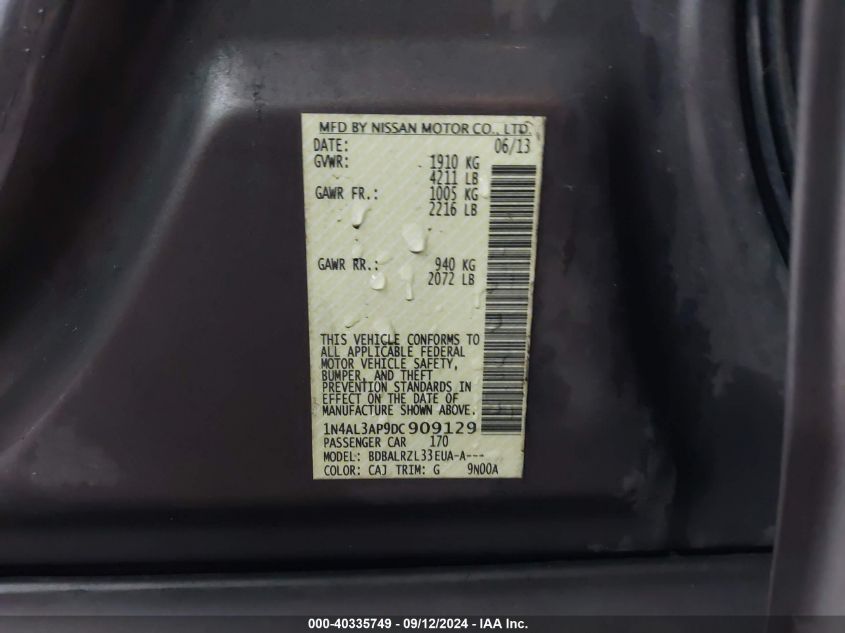 MFD BY NISSAN MOTOR CO., LTD.
DATE: 06/13
GVWR: 1910 KG
4211 LB
GAWR FR.: 1005 KG
2216 LB
GAWR RR.: 940 KG
2072 LB
THIS VEHICLE CONFORMS TO
ALL APPLICABLE FEDERAL
MOTOR VEHICLE SAFETY,
BUMPER, AND THEFT
PREVENTION STANDARDS IN
EFFECT ON THE DATE OF
MANUFACTURE SHOWN ABOVE.
1N4AL3AP9DC909129
PASSENGER CAR 170
MODEL: BDBALRZL33EUA-A---
COLOR: CAJ TRIM: G 9N00A
000-40335749 - 09/12/2024 - IAA Inc.